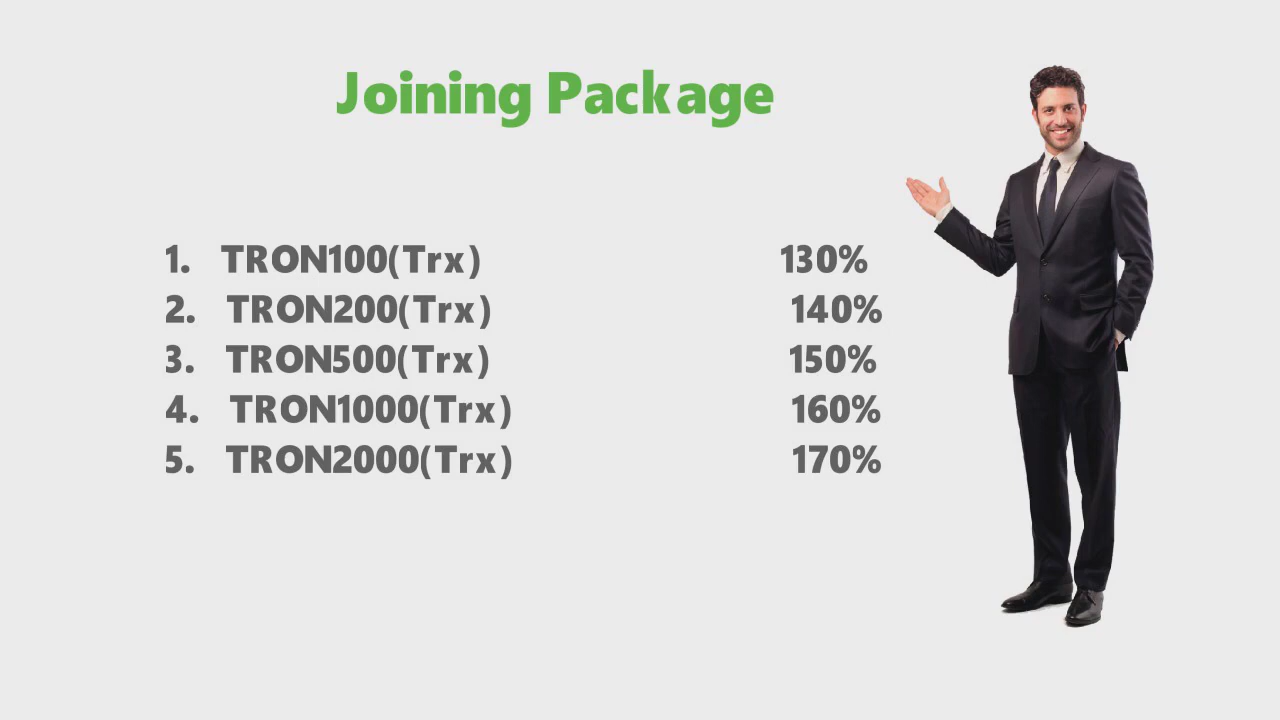 Joining Package
1. TRON100(Trx) 130%
2. TRON200(Trx) 140%
3. TRON500(Trx) 150%
4. TRON1000(Trx) 160%
5. TRON2000(Trx) 170%